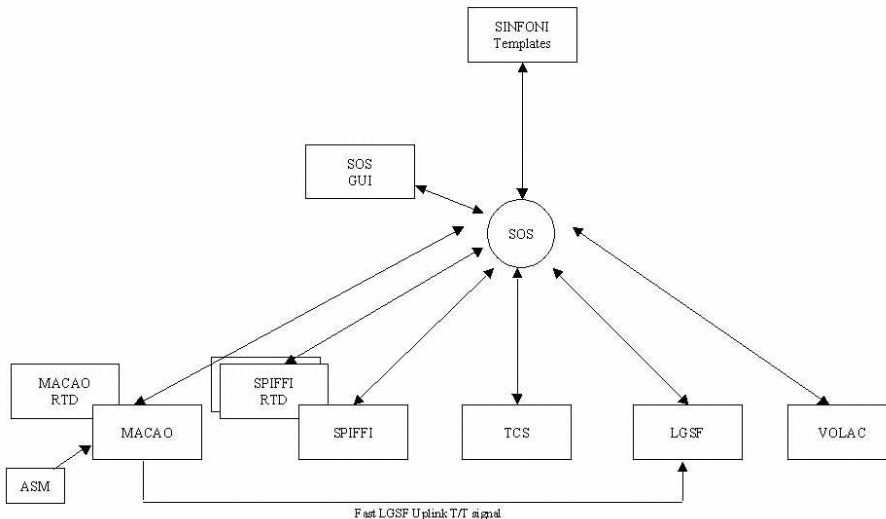 SINFONI
Templates
SOS
GUI
SOS
MACAO
RTD
SPIFFI
RTD
MACAO
SPIFFI
TCS
LGSF
VOLAC
ASM
Fast LGSF Uplink T/T signal